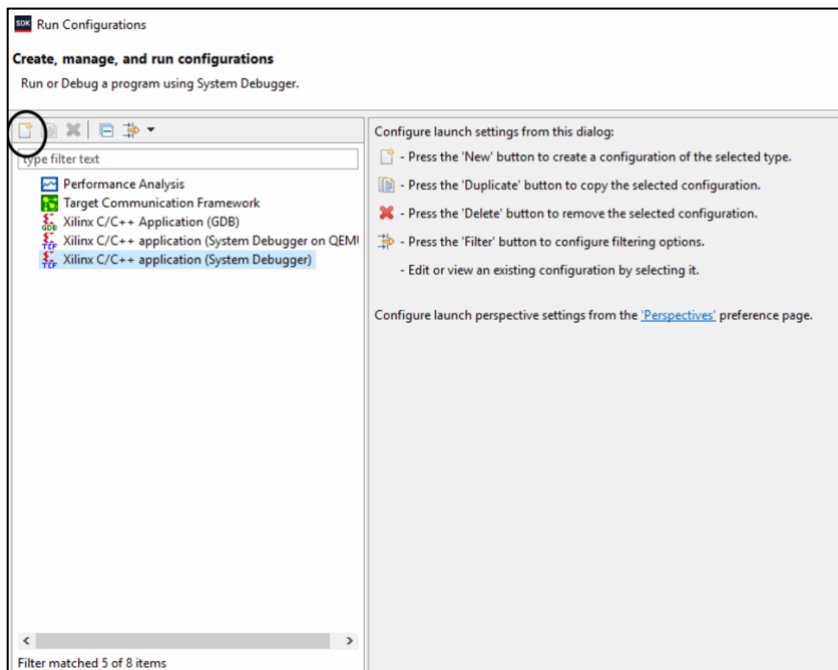 SDK Run Configurations
Create, manage, and run configurations
Run or Debug a program using System Debugger.
type filter text
Performance Analysis
Target Communication Framework
GDB Xilinx C/C++ Application (GDB)
TCF Xilinx C/C++ application (System Debugger on QEMU
TCF Xilinx C/C++ application (System Debugger)
Filter matched 5 of 8 items
Configure launch settings from this dialog:
- Press the 'New' button to create a configuration of the selected type.
- Press the 'Duplicate' button to copy the selected configuration.
- Press the 'Delete' button to remove the selected configuration.
- Press the 'Filter' button to configure filtering options.
- Edit or view an existing configuration by selecting it.
Configure launch perspective settings from the 'Perspectives' preference page.